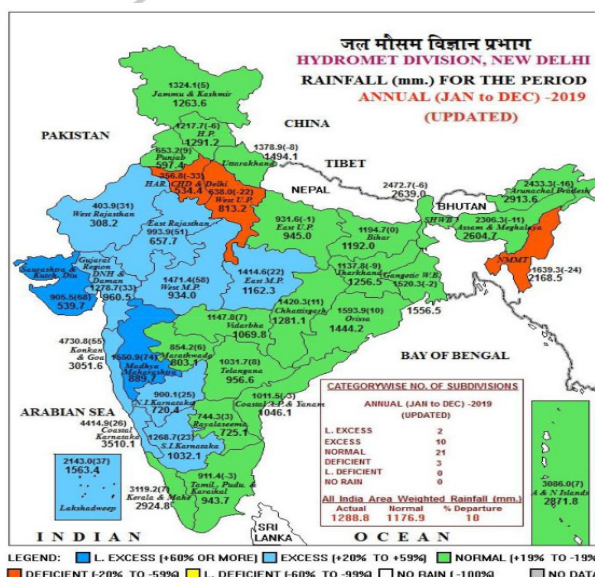 जल मौसम विज्ञान प्रभाग
HYDROMET DIVISION, NEW DELHI
RAINFALL (mm.) FOR THE PERIOD
ANNUAL (JAN to DEC) -2019
(UPDATED)
1324.1(5)
Jammu & Kashmir
1263.6
PAKISTAN
CHINA
1217.7(-6)
H.P.
1291.2
653.2(9)
Punjab
597.4
1378.9(-8)
1494.1
Uttarakhand
TIBET
356.8(-33)
HAR. CHD & Delhi
534.4
638.0(-22)
West U.P.
813.2
NEPAL
2472.7(-6)
2639.0
BHUTAN
2433.3(-16)
Arunachal Pradesh
2913.6
403.9(31)
West Rajasthan
308.2
East Rajasthan
993.9(51)
657.7
931.6(-1)
East U.P.
945.0
1194.7(0)
Bihar
1192.0
SHWB
2306.3(-11)
Assam & Meghalaya
2604.7
NMMT
1639.3(-24)
2168.5
Saurashtra &
Kutch, Diu
905.5(68)
539.7
Gujarat
Region
DNH &
Daman
1278.7(33)
960.5
1471.4(58)
West M.P.
934.0
1414.6(22)
East M.P.
1162.3
1137.8(-9)
Jharkhand
1256.5
Gangetic W.B.
1520.3(-2)
1556.5
1420.3(11)
Chhattisgarh
1281.1
1593.9(10)
Orissa
1444.2
4730.8(55)
Konkan
& Goa
3051.6
1550.9(74)
Madhya
Maharashtra
889.7
1147.8(7)
Vidarbha
1069.8
854.2(6)
Marathwada
803.1
1031.7(8)
Telangana
956.6
BAY OF BENGAL
ARABIAN SEA
900.1(25)
N.I.Karnataka
720.4
1011.5(-3)
Coastal A.P & Yanam
1046.1
4414.9(26)
Coastal
Karnataka
3510.1
744.3(3)
Rayalaseema
725.1
1268.7(23)
S.I.Karnataka
1032.1
2143.0(37)
1563.4
Lakshadweep
3119.2(7)
Kerala & Mahe
2924.8
911.4(-3)
Tamil, Pudu. &
Karaikal
943.7
SRI
LANKA
CATEGORYWISE NO. OF SUBDIVISIONS
ANNUAL (JAN to DEC) -2019
(UPDATED)
L. EXCESS 2
EXCESS 10
NORMAL 21
DEFICIENT 3
L. DEFICIENT 0
NO RAIN 0
All India Area Weighted Rainfall (mm.)
Actual Normal % Departure
1288.8 1176.9 10
3086.0(7)
A & N Islands
2871.8
INDIAN OCEAN
LEGEND: L. EXCESS (+60% OR MORE) EXCESS (+20% TO +59%) NORMAL (+19% TO -19%)
DEFICIENT (-20% TO -59%) L. DEFICIENT (-60% TO -99%) NO RAIN (-100%) NO DATA